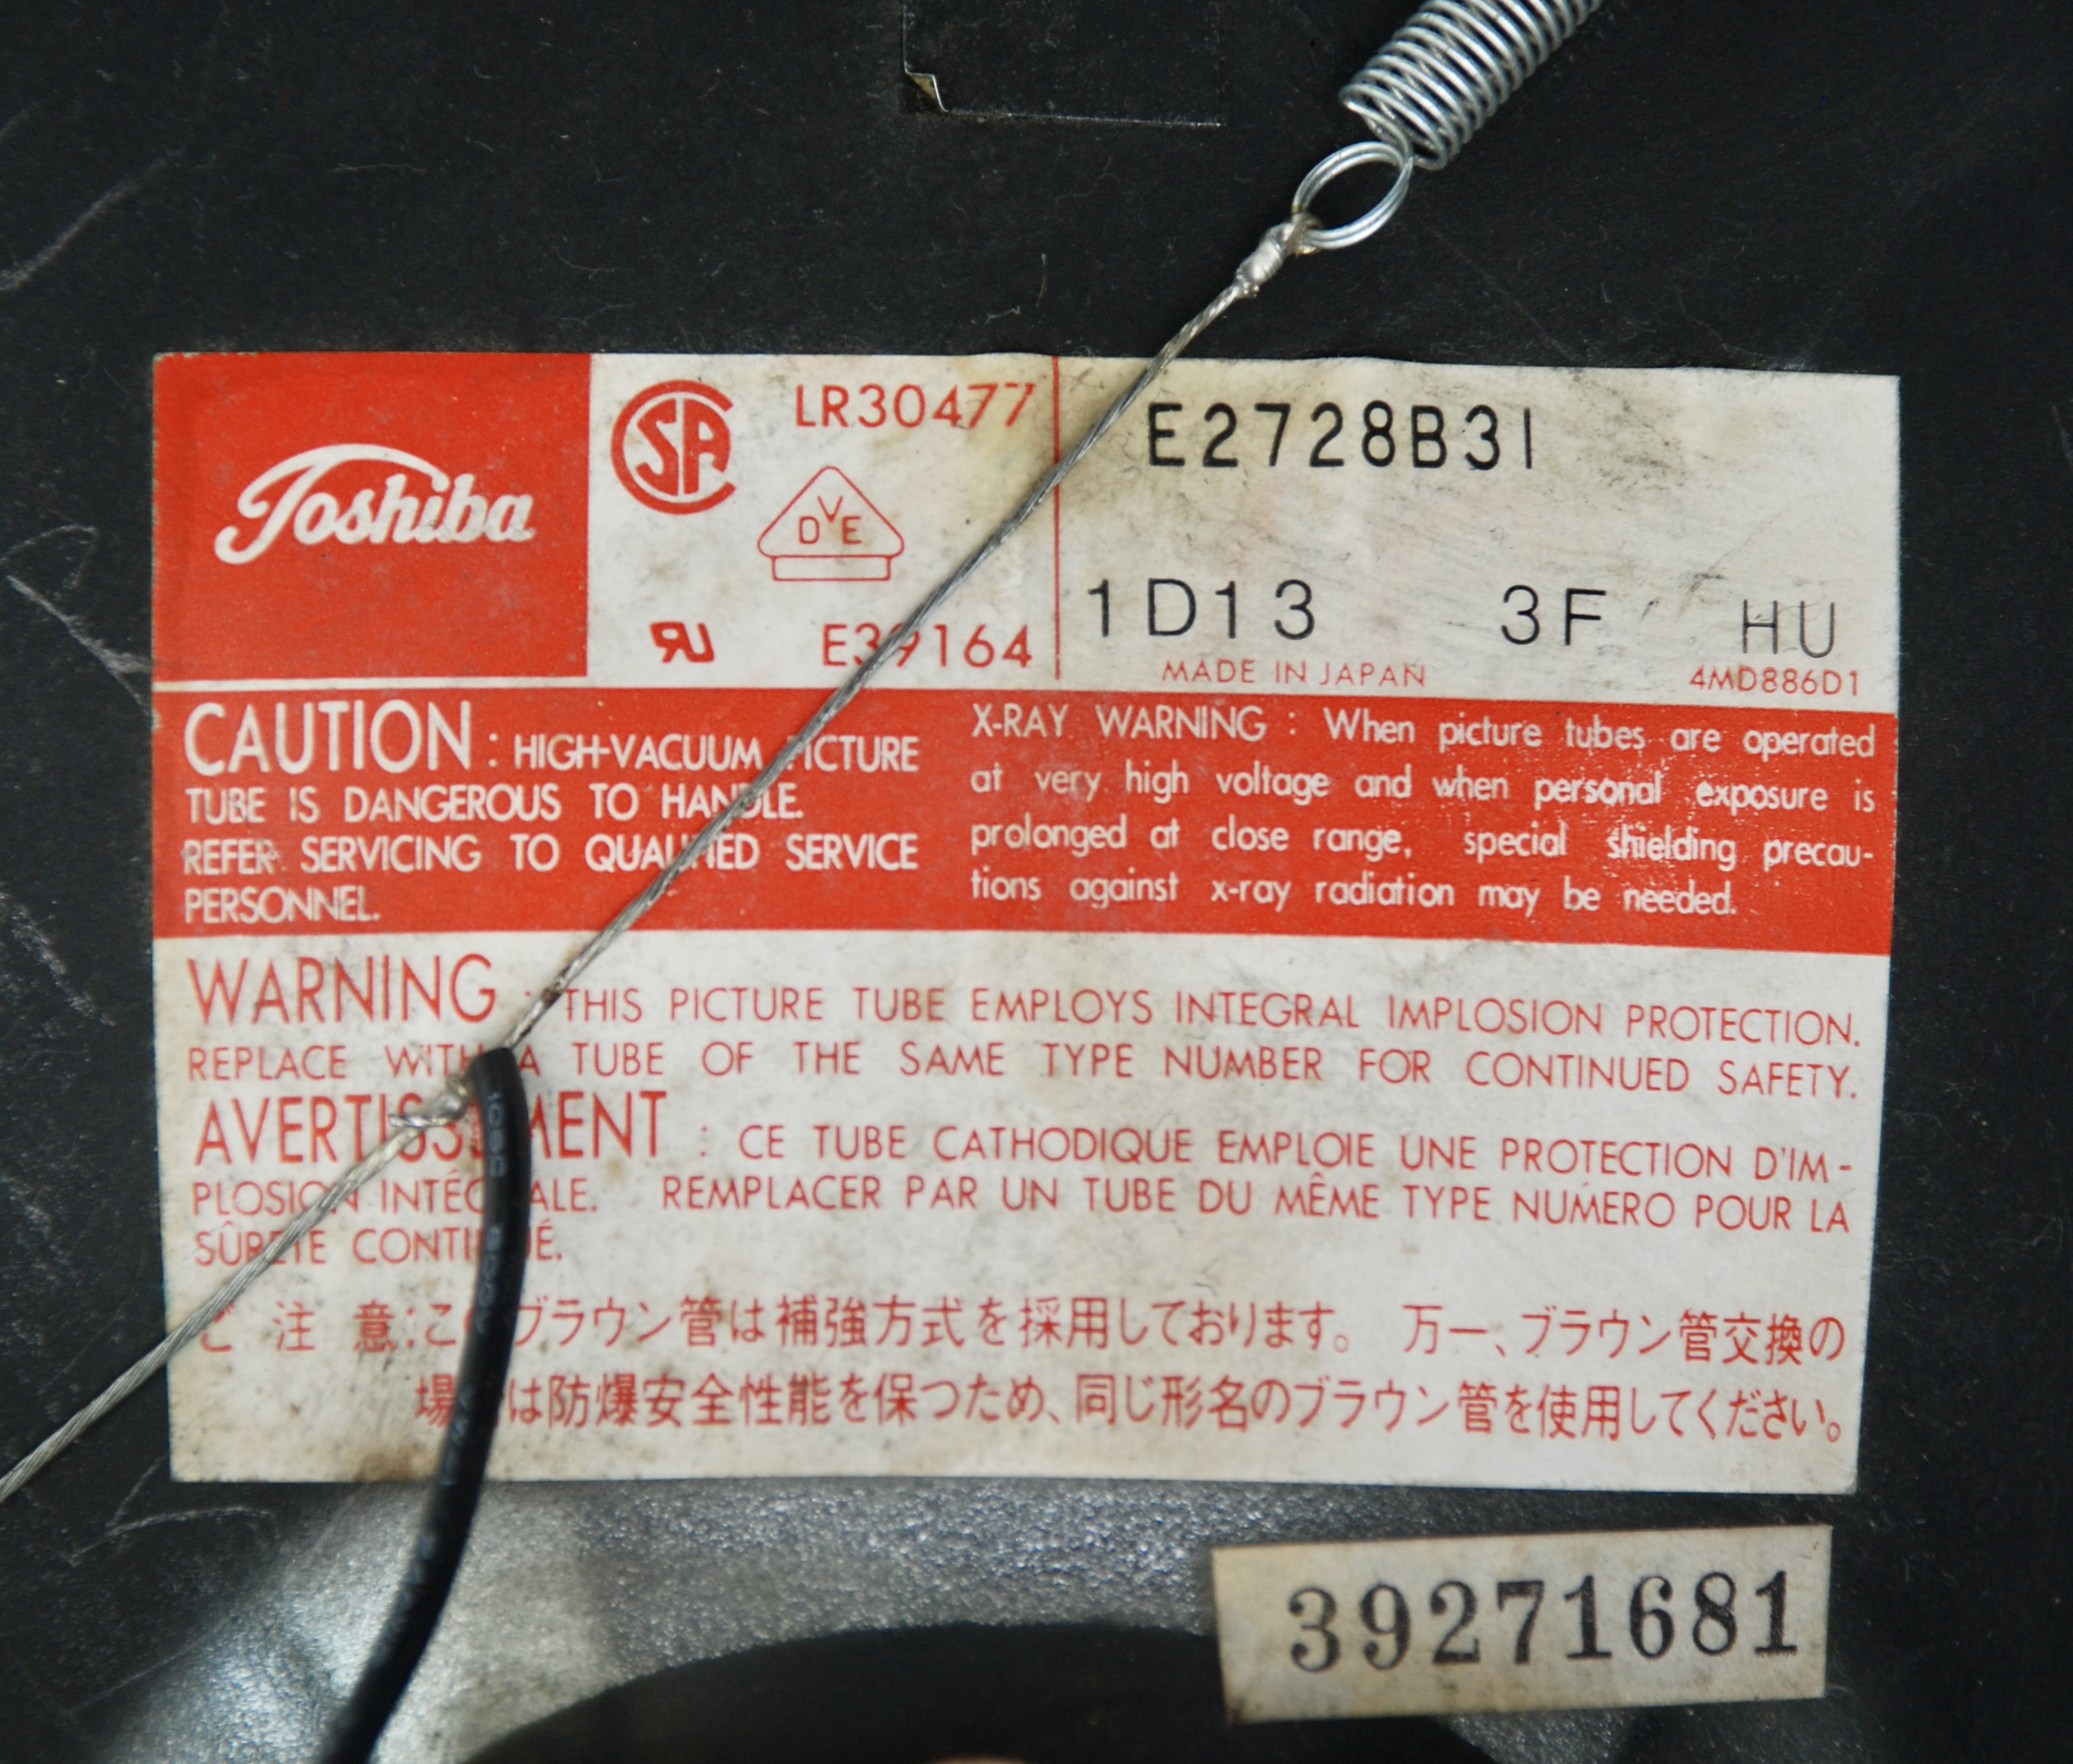 Toshiba
SA
LR30477
VDE
RU
E39164
E2728B31
1D13 3F HU
MADE IN JAPAN 4MD886D1
CAUTION : HIGH-VACUUM PICTURE
TUBE IS DANGEROUS TO HANDLE.
REFER SERVICING TO QUALIFIED SERVICE
PERSONNEL.
X-RAY WARNING : When picture tubes are operated
at very high voltage and when personal exposure is
prolonged at close range, special shielding precau-
tions against x-ray radiation may be needed.
WARNING : THIS PICTURE TUBE EMPLOYS INTEGRAL IMPLOSION PROTECTION.
REPLACE WITH A TUBE OF THE SAME TYPE NUMBER FOR CONTINUED SAFETY.
AVERTISSEMENT : CE TUBE CATHODIQUE EMPLOIE UNE PROTECTION D'IM-
PLOSION INTÉGRALE. REMPLACER PAR UN TUBE DU MÊME TYPE NUMERO POUR LA
SÛRETE CONTINUÉ.
ご注意:このブラウン管は補強方式を採用しております。 万一、ブラウン管交換の
場合は防爆安全性能を保つため、同じ形名のブラウン管を使用してください。
39271681